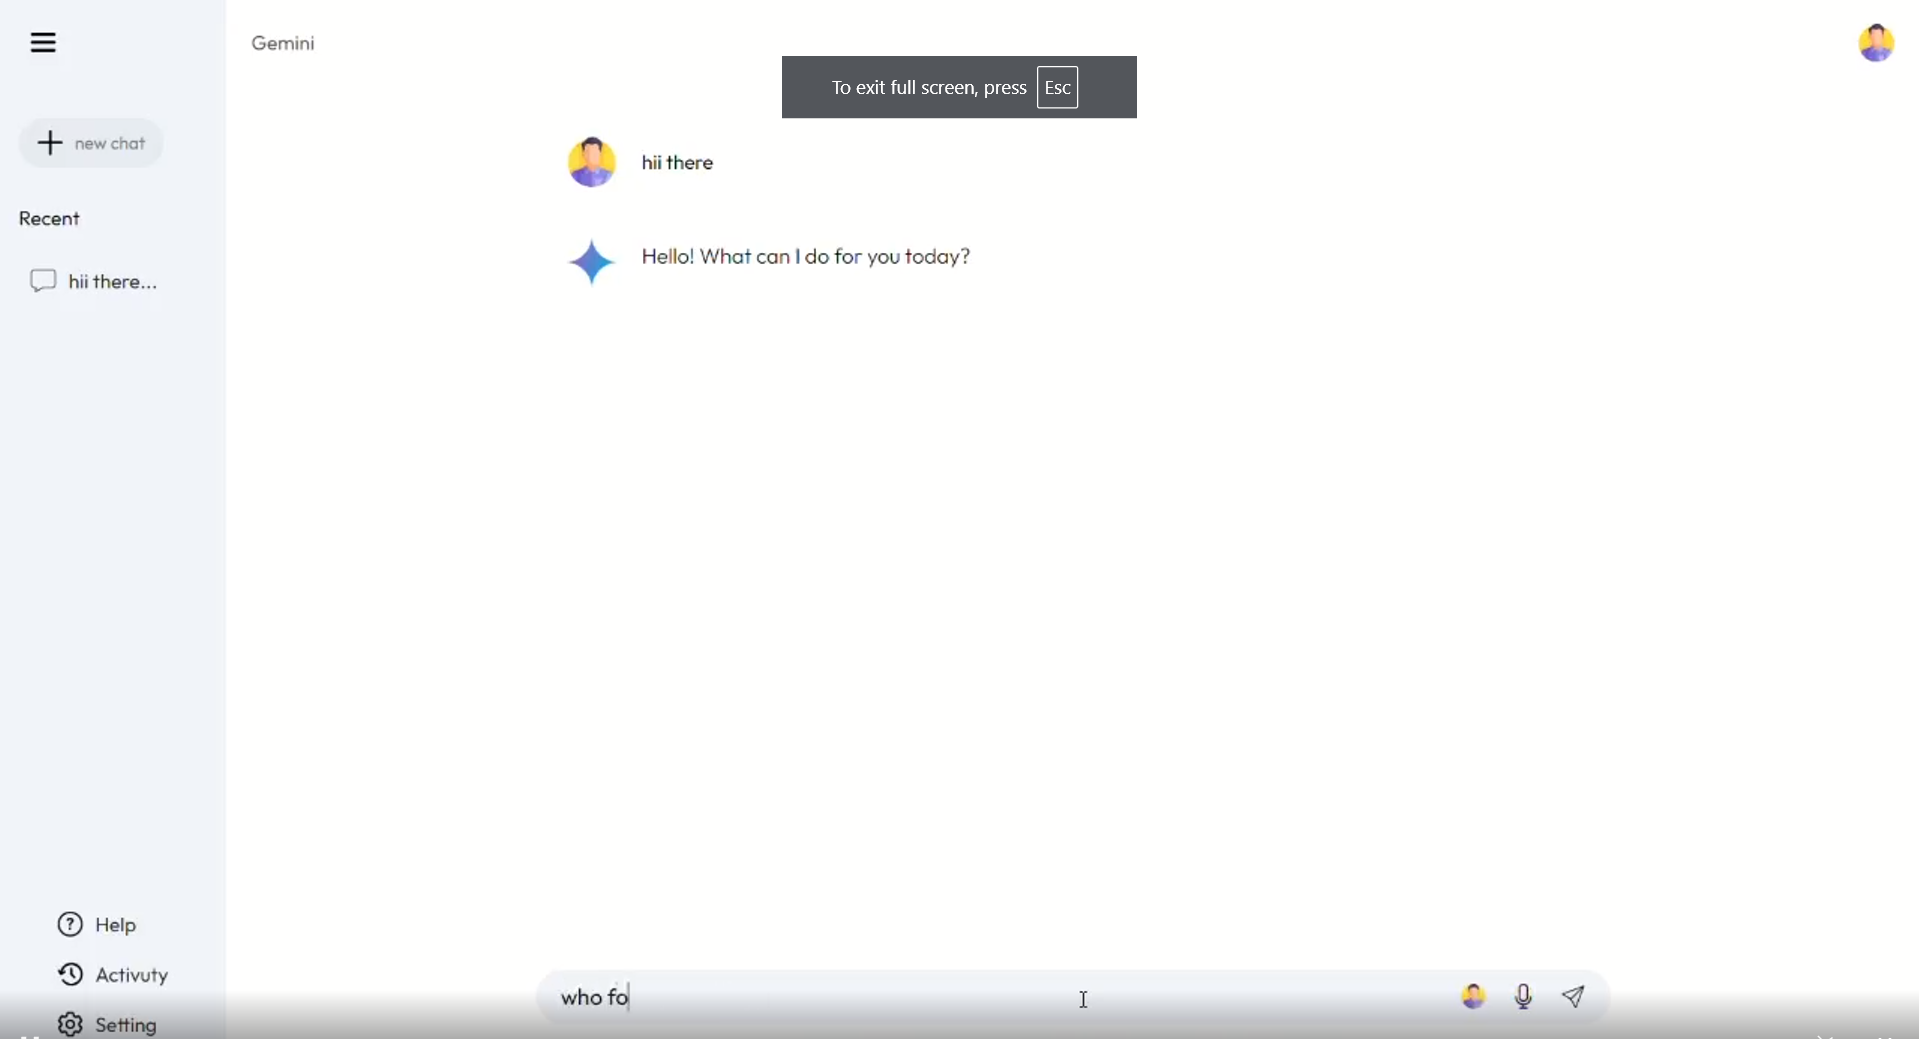 Gemini
To exit full screen, press Esc
new chat
hii there
Recent
Hello! What can I do for you today?
hii there...
Help
Activuty
who fo
Setting